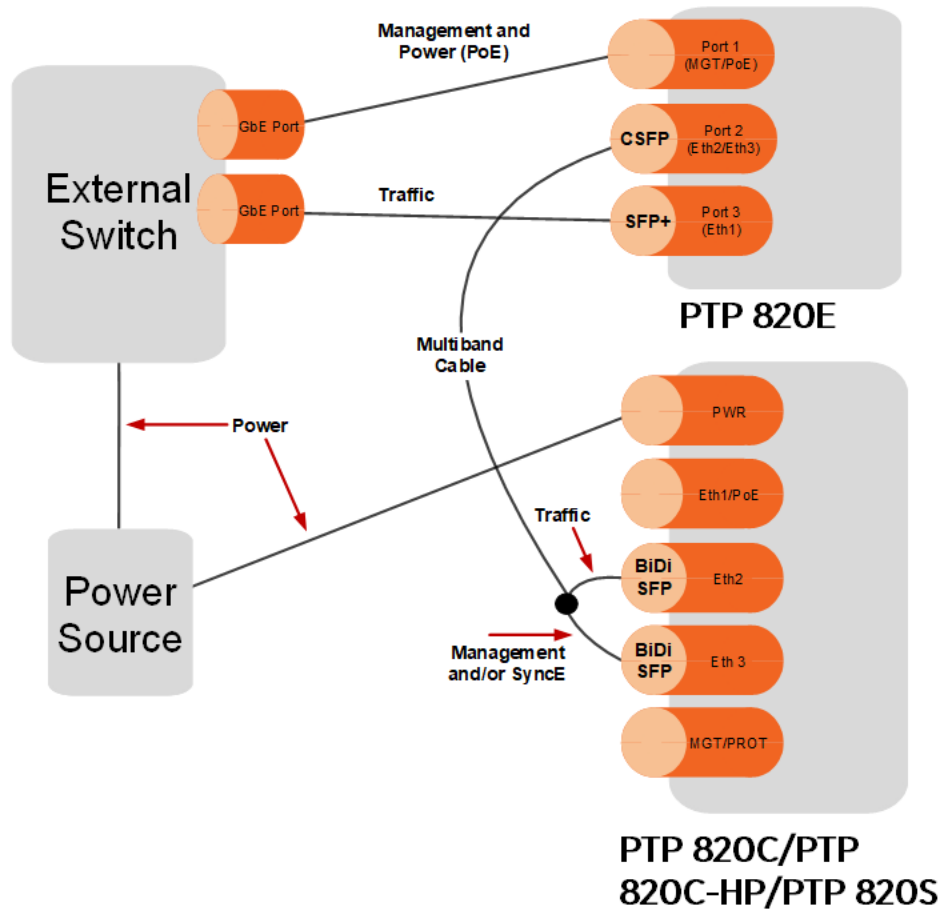 Management and
Power (PoE)
Port 1
(MGT/PoE)
GbE Port
CSFP
Port 2
(Eth2/Eth3)
External
Switch
GbE Port
Traffic
SFP+
Port 3
(Eth1)
PTP 820E
Multiband
Cable
Power
PWR
Eth1/PoE
Traffic
BiDi
SFP
Eth2
Power
Source
Management
and/or SyncE
BiDi
SFP
Eth 3
MGT/PROT
PTP 820C/PTP
820C-HP/PTP 820S